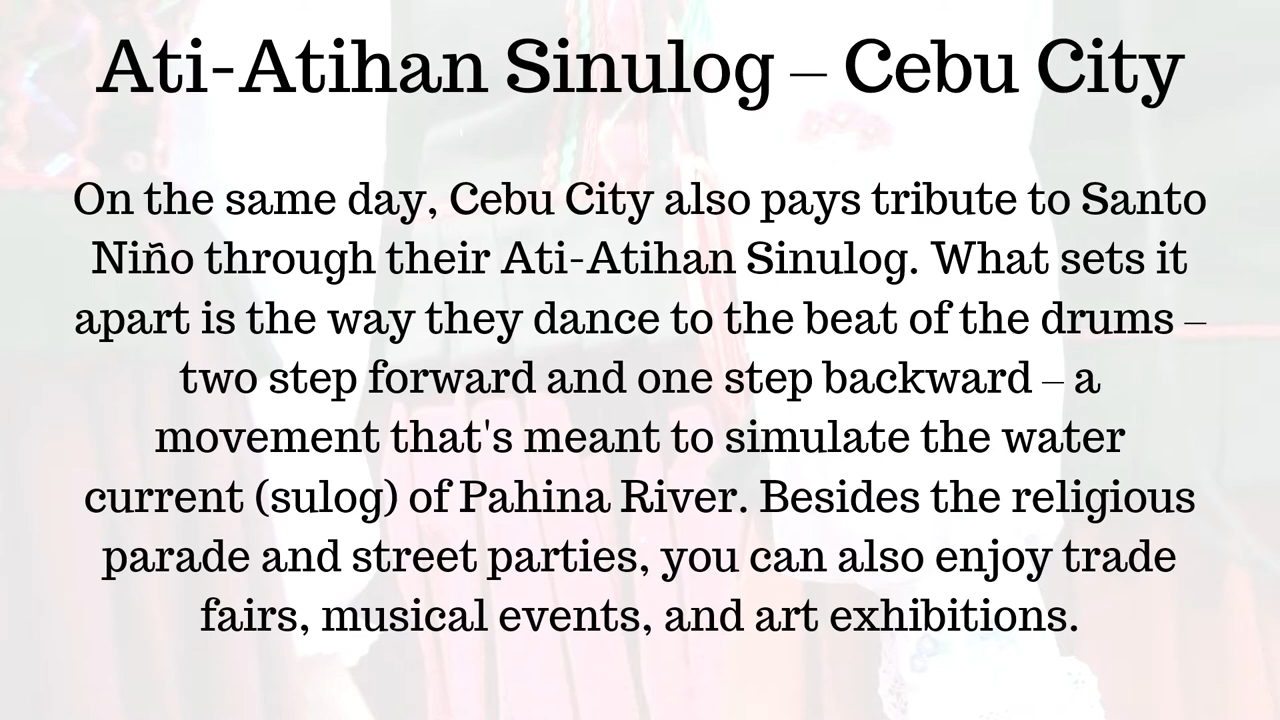 Ati-Atihan Sinulog – Cebu City
On the same day, Cebu City also pays tribute to Santo
Niño through their Ati-Atihan Sinulog. What sets it
apart is the way they dance to the beat of the drums –
two step forward and one step backward – a
movement that's meant to simulate the water
current (sulog) of Pahina River. Besides the religious
parade and street parties, you can also enjoy trade
fairs, musical events, and art exhibitions.